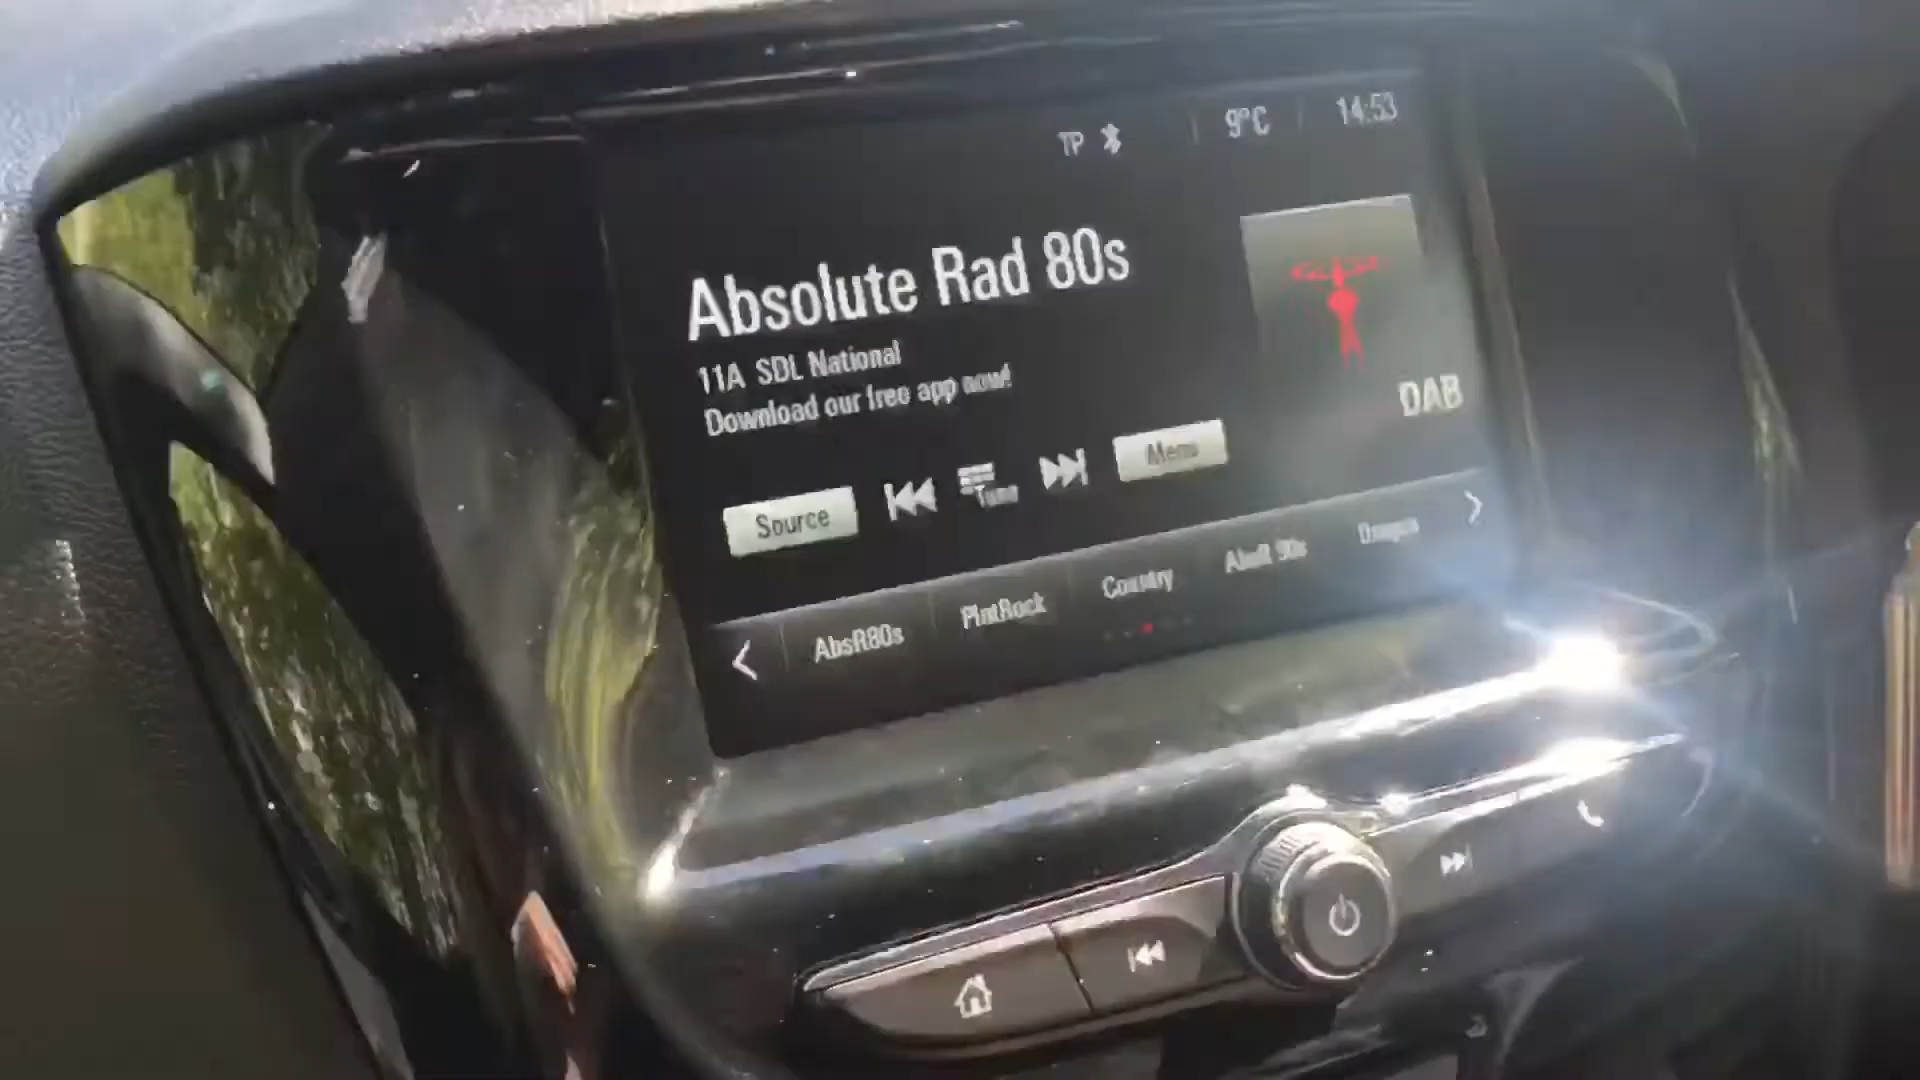 TP 9°C 14:53
Absolute Rad 80s
11A SDL National
Download our free app now!
DAB
Source Tune Menu
AbsR80s PlntRock Country AbsR 90s